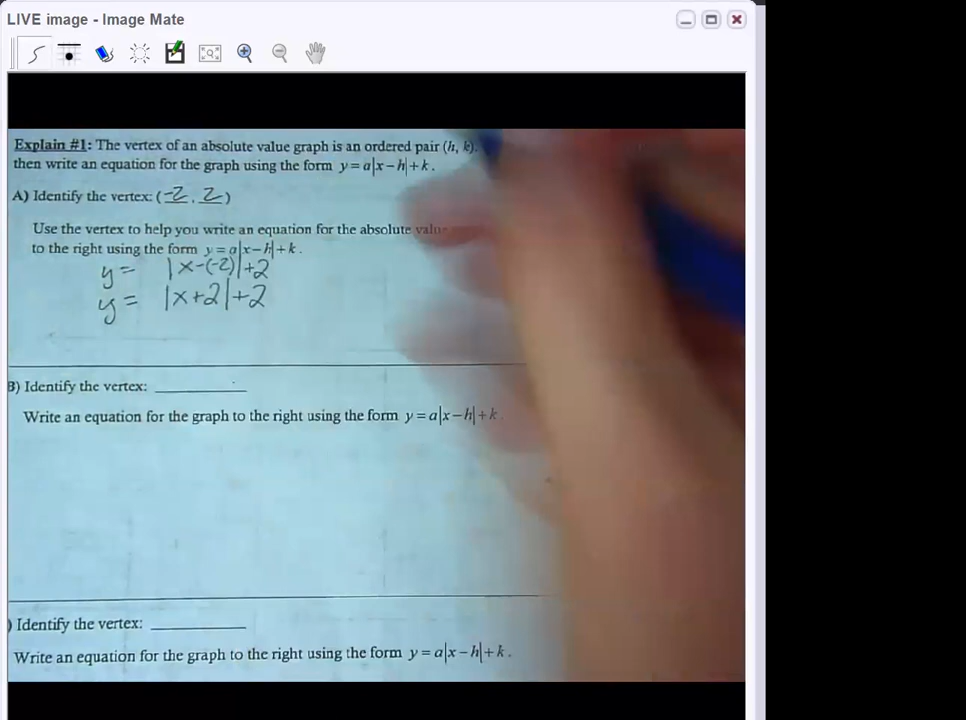 LIVE image - Image Mate
Explain #1: The vertex of an absolute value graph is an ordered pair (h, k).
then write an equation for the graph using the form y = a|x − h| + k.
A) Identify the vertex: (-2, 2)
Use the vertex to help you write an equation for the absolute value
to the right using the form y = a|x − h| + k.
y = |x-(-2)|+2
y = |x+2|+2
B) Identify the vertex: __________
Write an equation for the graph to the right using the form y = a|x − h| + k
) Identify the vertex: __________
Write an equation for the graph to the right using the form y = a|x − h| + k.